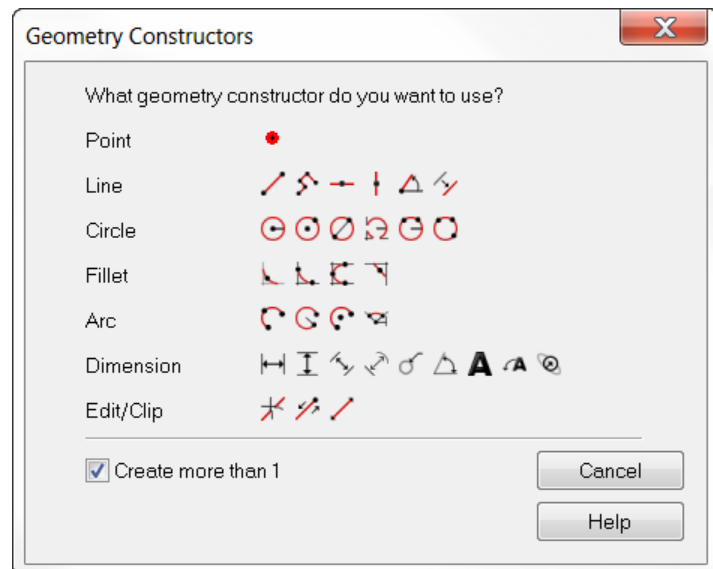 Geometry Constructors
What geometry constructor do you want to use?
Point
Line
Circle
Fillet
Arc
Dimension A A
Edit/Clip
Create more than 1
Cancel
Help